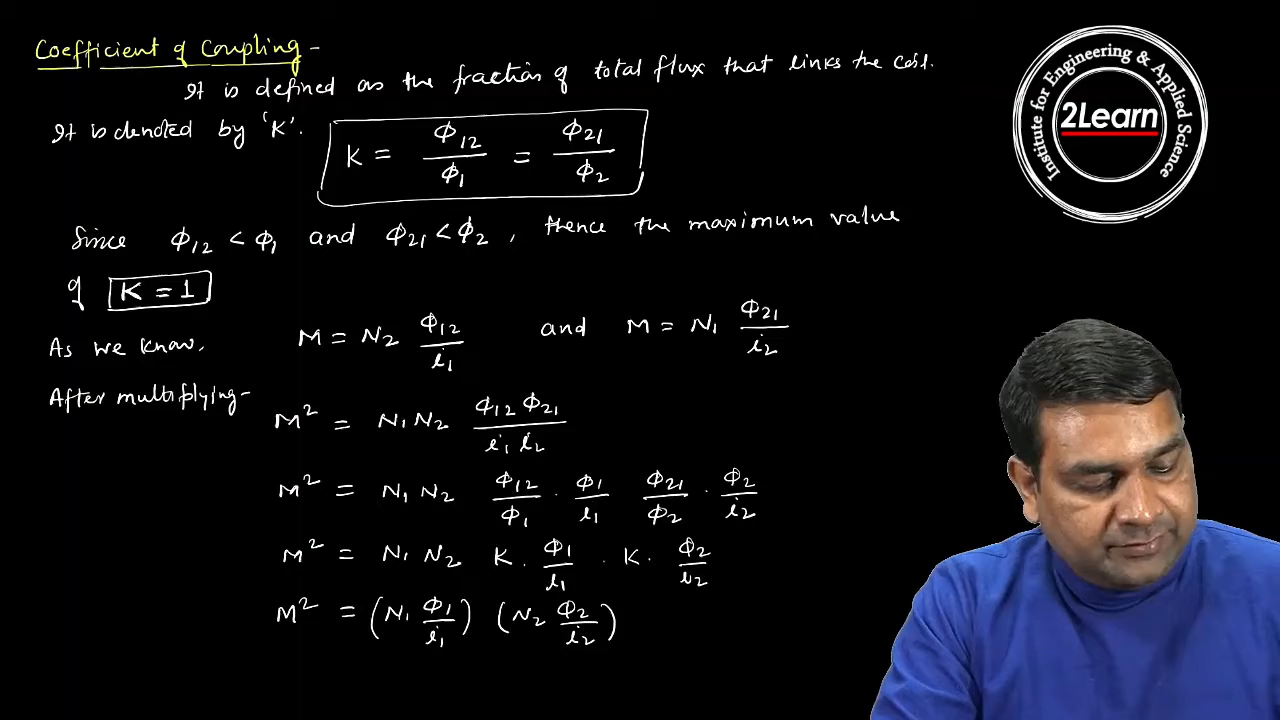 Coefficient of Coupling -
It is defined as the fraction of total flux that links the coil.
It is denoted by 'K'.
K = Φ12/Φ1 = Φ21/Φ2
Since Φ12 < Φ1 and Φ21 < Φ2, hence the maximum value
of K = 1
As we know, M = N2 Φ12/i1 and M = N1 Φ21/i2
After multiplying -
M² = N1 N2 Φ12 Φ21/i1 i2
M² = N1 N2 Φ12/Φ1 · Φ1/i1 Φ21/Φ2 · Φ2/i2
M² = N1 N2 K · Φ1/i1 · K · Φ2/i2
M² = (N1 Φ1/i1) (N2 Φ2/i2)
Institute for Engineering & Applied Science
2Learn